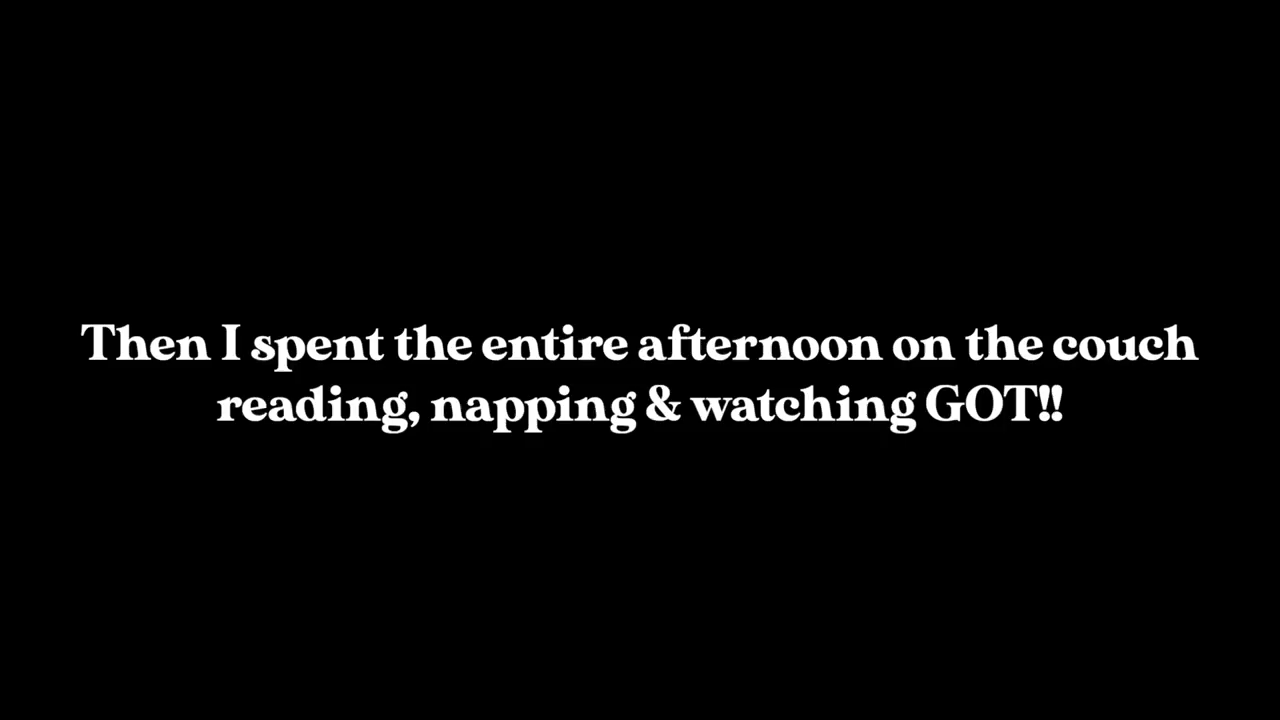 Then I spent the entire afternoon on the couch
reading, napping & watching GOT!!